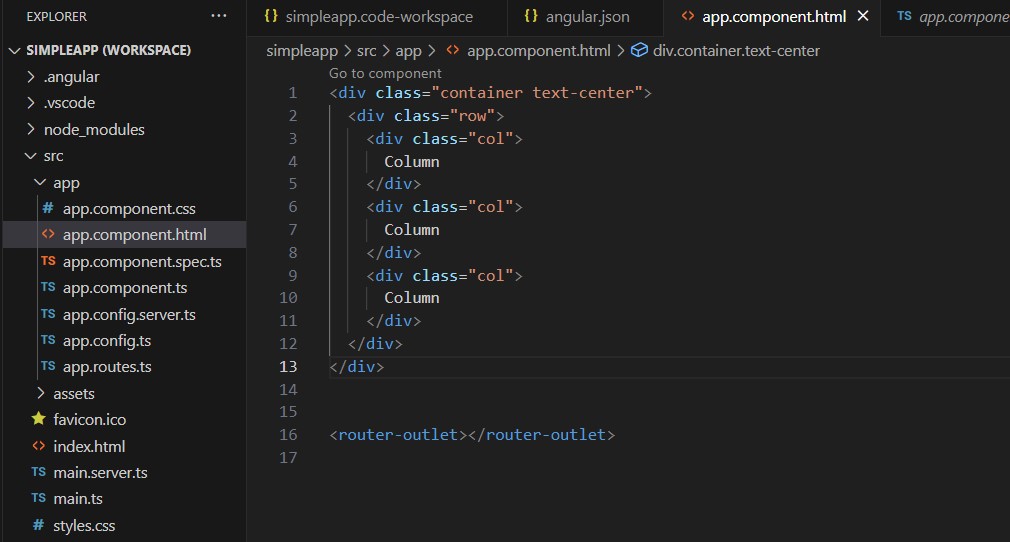 EXPLORER ...
SIMPLEAPP (WORKSPACE)
.angular
.vscode
node_modules
src
app
# app.component.css
<> app.component.html
TS app.component.spec.ts
TS app.component.ts
TS app.config.server.ts
TS app.config.ts
TS app.routes.ts
assets
favicon.ico
<> index.html
TS main.server.ts
TS main.ts
# styles.css
{} simpleapp.code-workspace {} angular.json <> app.component.html × TS app.compone
simpleapp > src > app > <> app.component.html > div.container.text-center
Go to component
1 <div class="container text-center">
2 <div class="row">
3 <div class="col">
4 Column
5 </div>
6 <div class="col">
7 Column
8 </div>
9 <div class="col">
10 Column
11 </div>
12 </div>
13 </div>
14
15
16 <router-outlet></router-outlet>
17